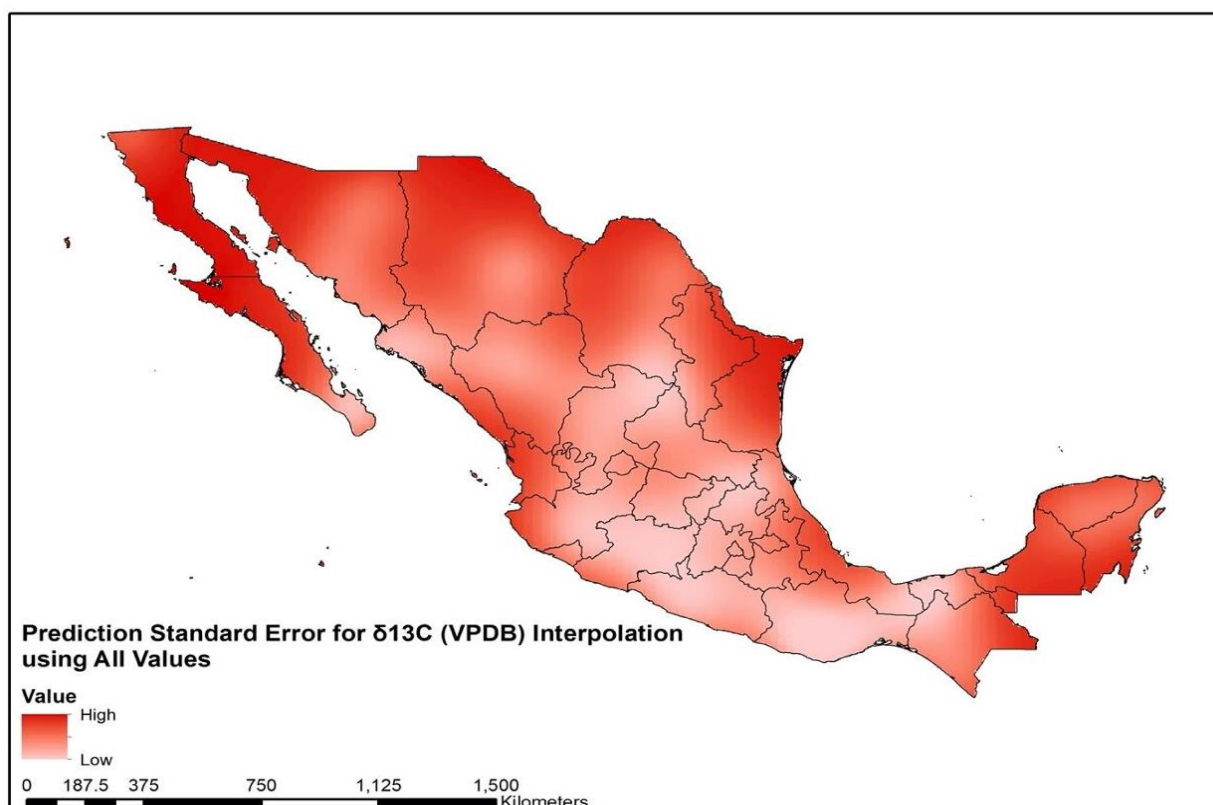 Prediction Standard Error for δ13C (VPDB) Interpolation
using All Values
Value
High
Low
0 187.5 375 750 1,125 1,500
Kilometers